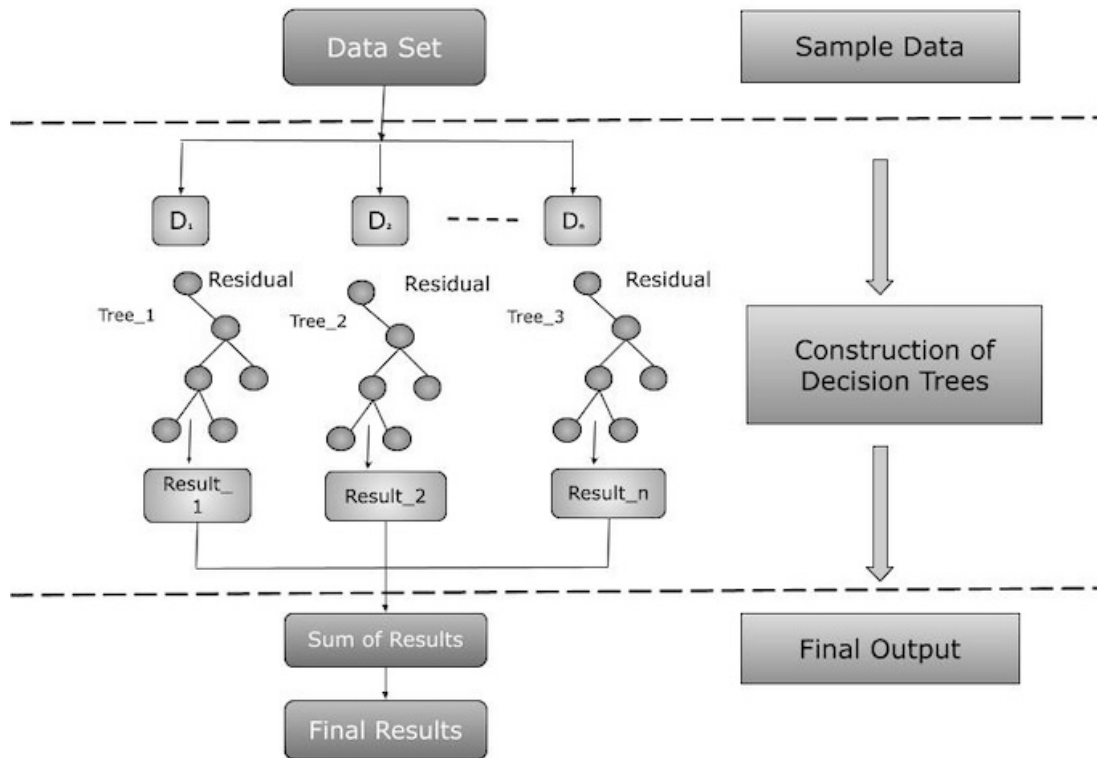 Data Set
Sample Data
D₁
D₂
Dₙ
Residual
Residual
Residual
Tree_1
Tree_2
Tree_3
Construction of
Decision Trees
Result_
1
Result_2
Result_n
Sum of Results
Final Output
Final Results